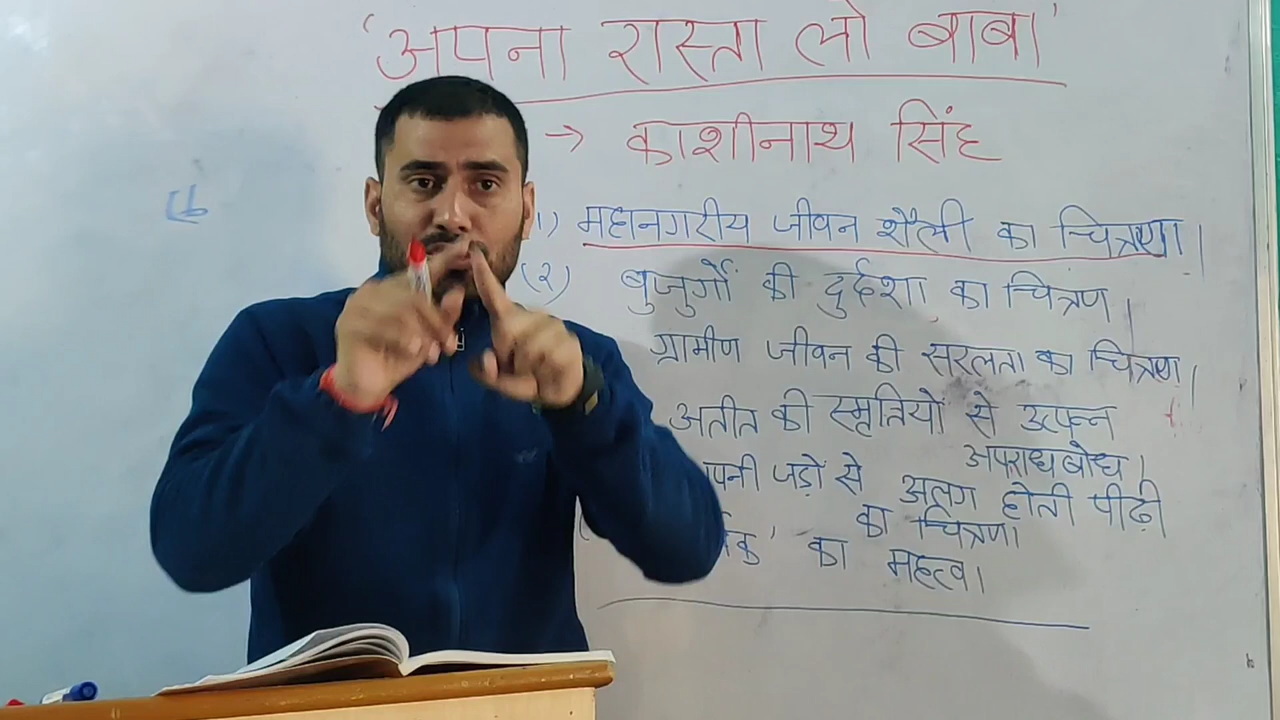 'अपना रास्ता लो बाबा'
→ काशीनाथ सिंह
१) महानगरीय जीवन शैली का चित्रण।
(२) बुजुर्गों की दुर्दशा का चित्रण।
ग्रामीण जीवन की सरलता का चित्रण।
अतीत की स्मृतियों से उत्पन्न
अपराधबोध।
पनी जड़ों से अलग होती पीढ़ी
का चित्रण।
का महत्व।